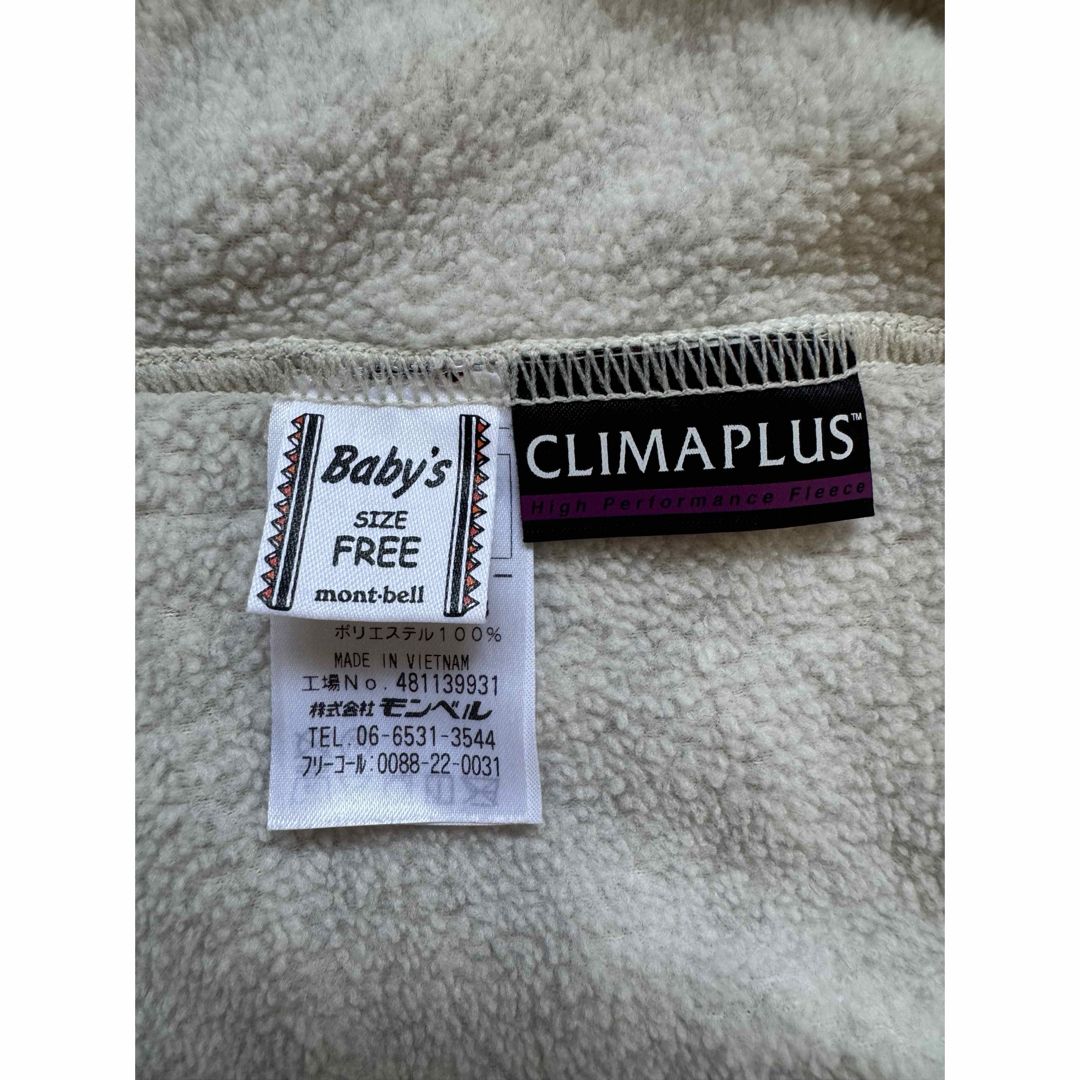 Baby's
SIZE
FREE
mont·bell
CLIMAPLUS™
High Performance Fleece
ポリエステル100%
MADE IN VIETNAM
工場No. 481139931
株式会社 モンベル
TEL.06-6531-3544
フリーコール:0088-22-0031